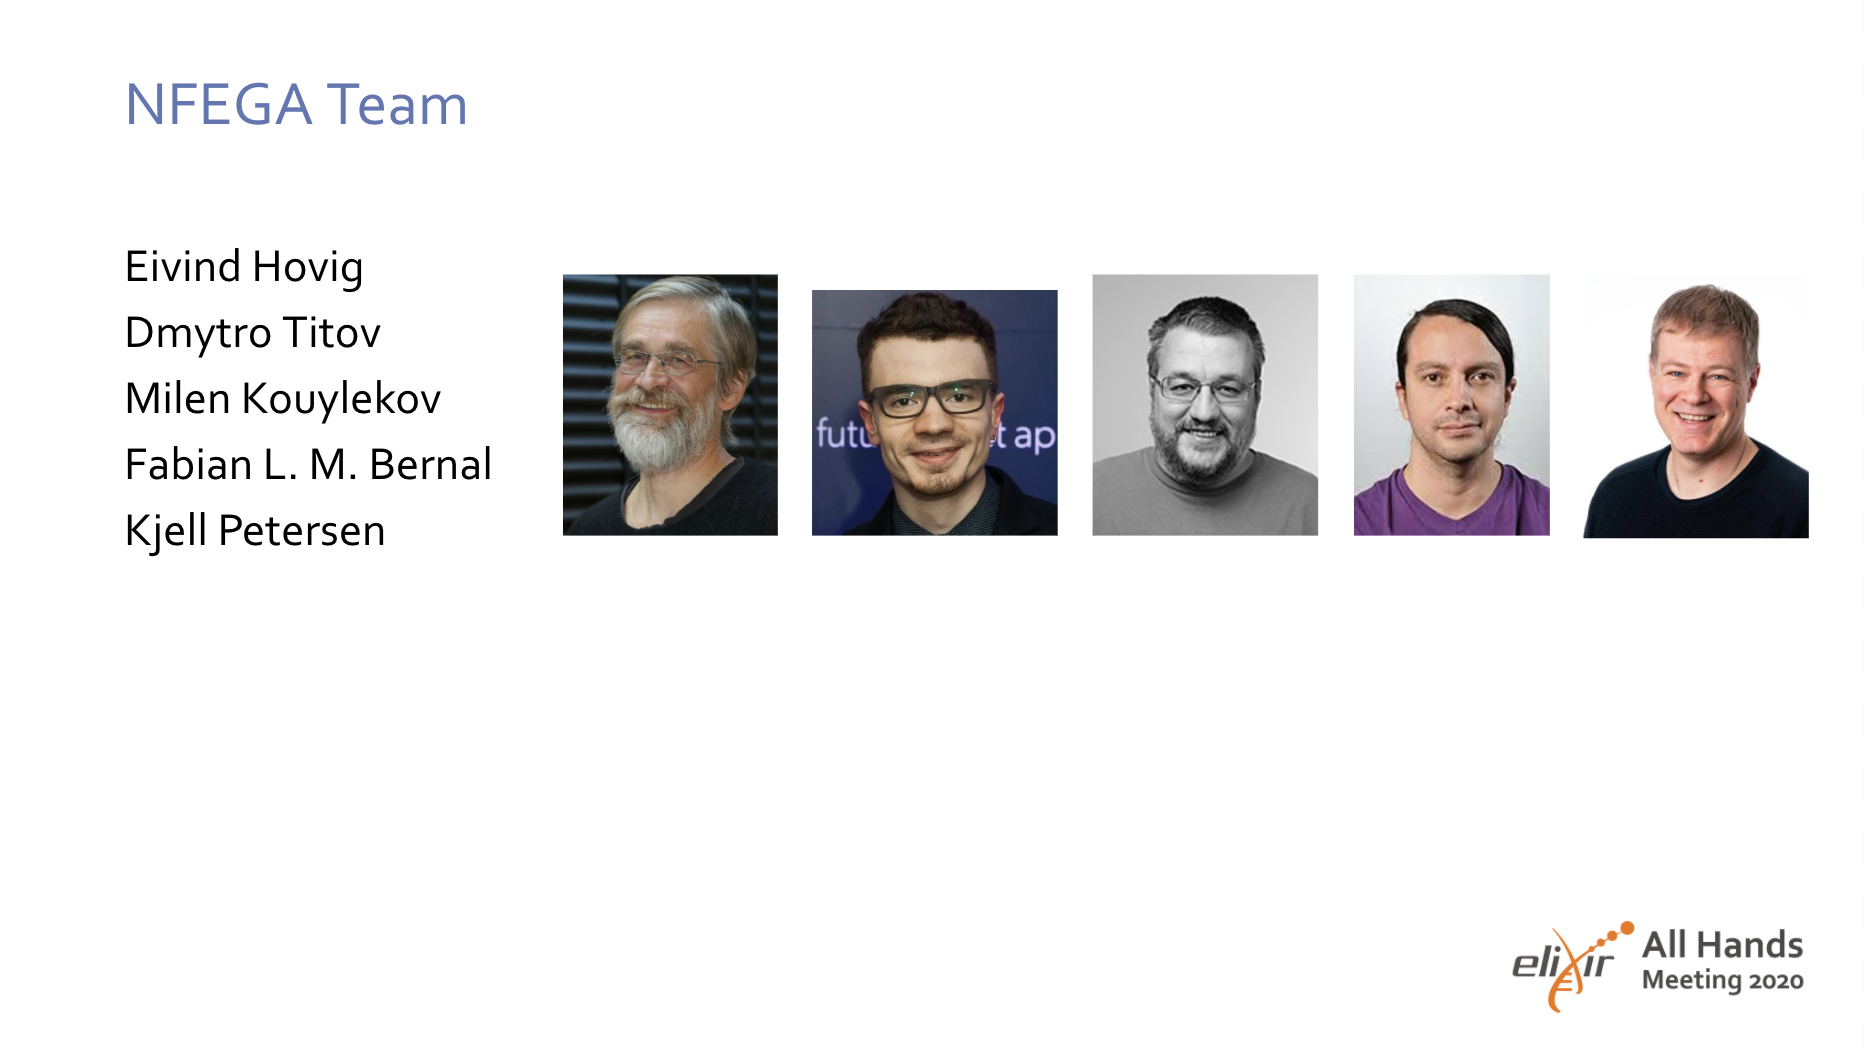 NFEGA Team
Eivind Hovig
Dmytro Titov
Milen Kouylekov
Fabian L. M. Bernal
Kjell Petersen
futu t ap
elixir All Hands
Meeting 2020